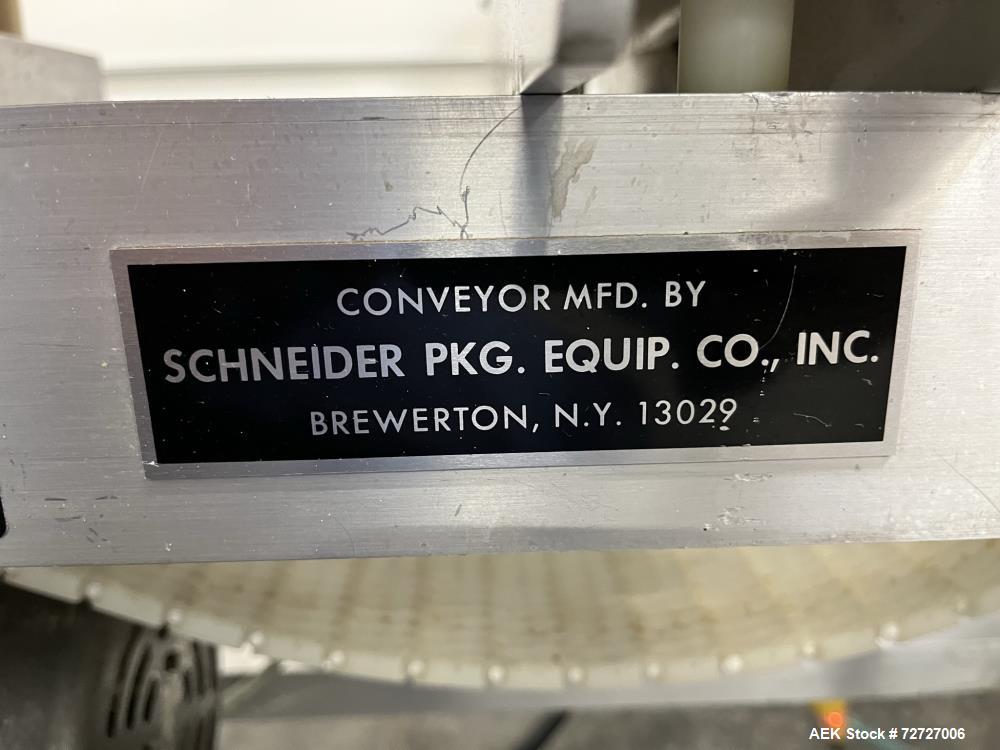 CONVEYOR MFD. BY
SCHNEIDER PKG. EQUIP. CO., INC.
BREWERTON, N.Y. 13029
AEK Stock # 72727006